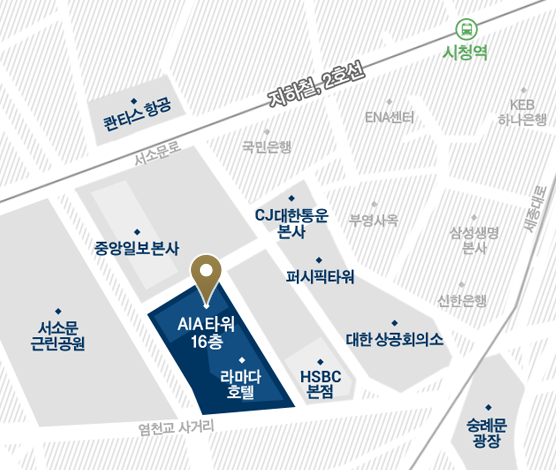 시청역
지하철, 2호선
콴타스 항공
ENA센터
KEB
하나은행
국민은행
서소문로
세종대로
CJ대한통운
본사
부영사옥
삼성생명
본사
중앙일보 본사
퍼시픽타워
신한은행
AIA타워
16층
서소문
근린공원
대한 상공회의소
라마다
호텔
HSBC
본점
숭례문
광장
염천교 사거리